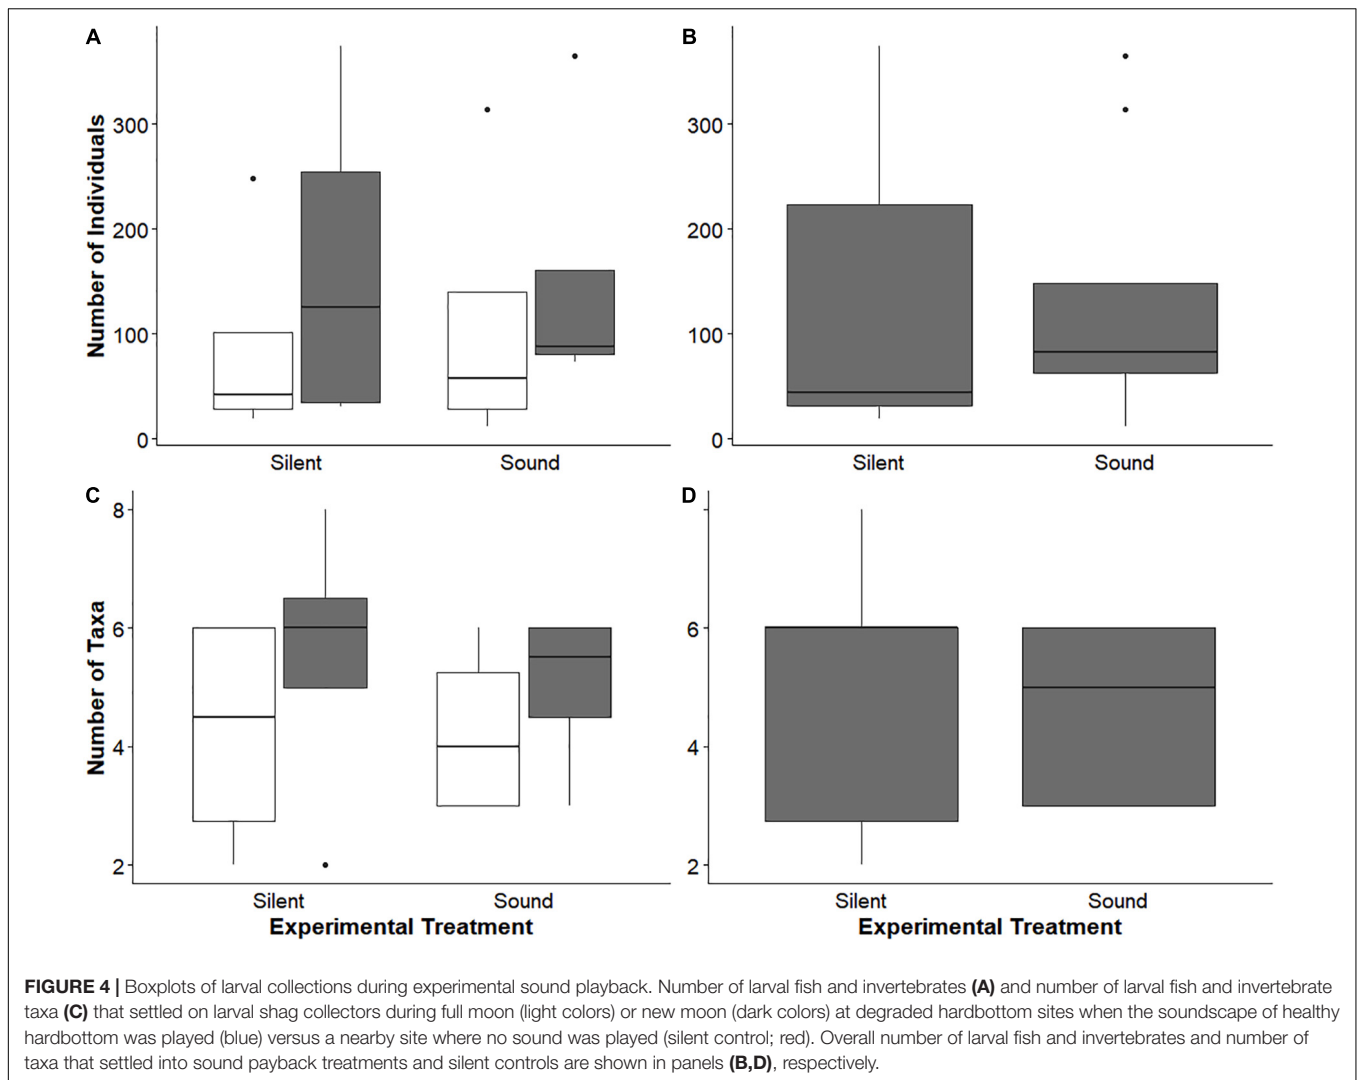 A
B
Number of Individuals
300
200
100
0
300
200
100
0
Silent
Sound
Silent
Sound
C
D
Number of Taxa
8
6
4
2
6
4
2
Silent
Sound
Silent
Sound
Experimental Treatment
Experimental Treatment
FIGURE 4 | Boxplots of larval collections during experimental sound playback. Number of larval fish and invertebrates (A) and number of larval fish and invertebrate
taxa (C) that settled on larval shag collectors during full moon (light colors) or new moon (dark colors) at degraded hardbottom sites when the soundscape of healthy
hardbottom was played (blue) versus a nearby site where no sound was played (silent control; red). Overall number of larval fish and invertebrates and number of
taxa that settled into sound payback treatments and silent controls are shown in panels (B,D), respectively.